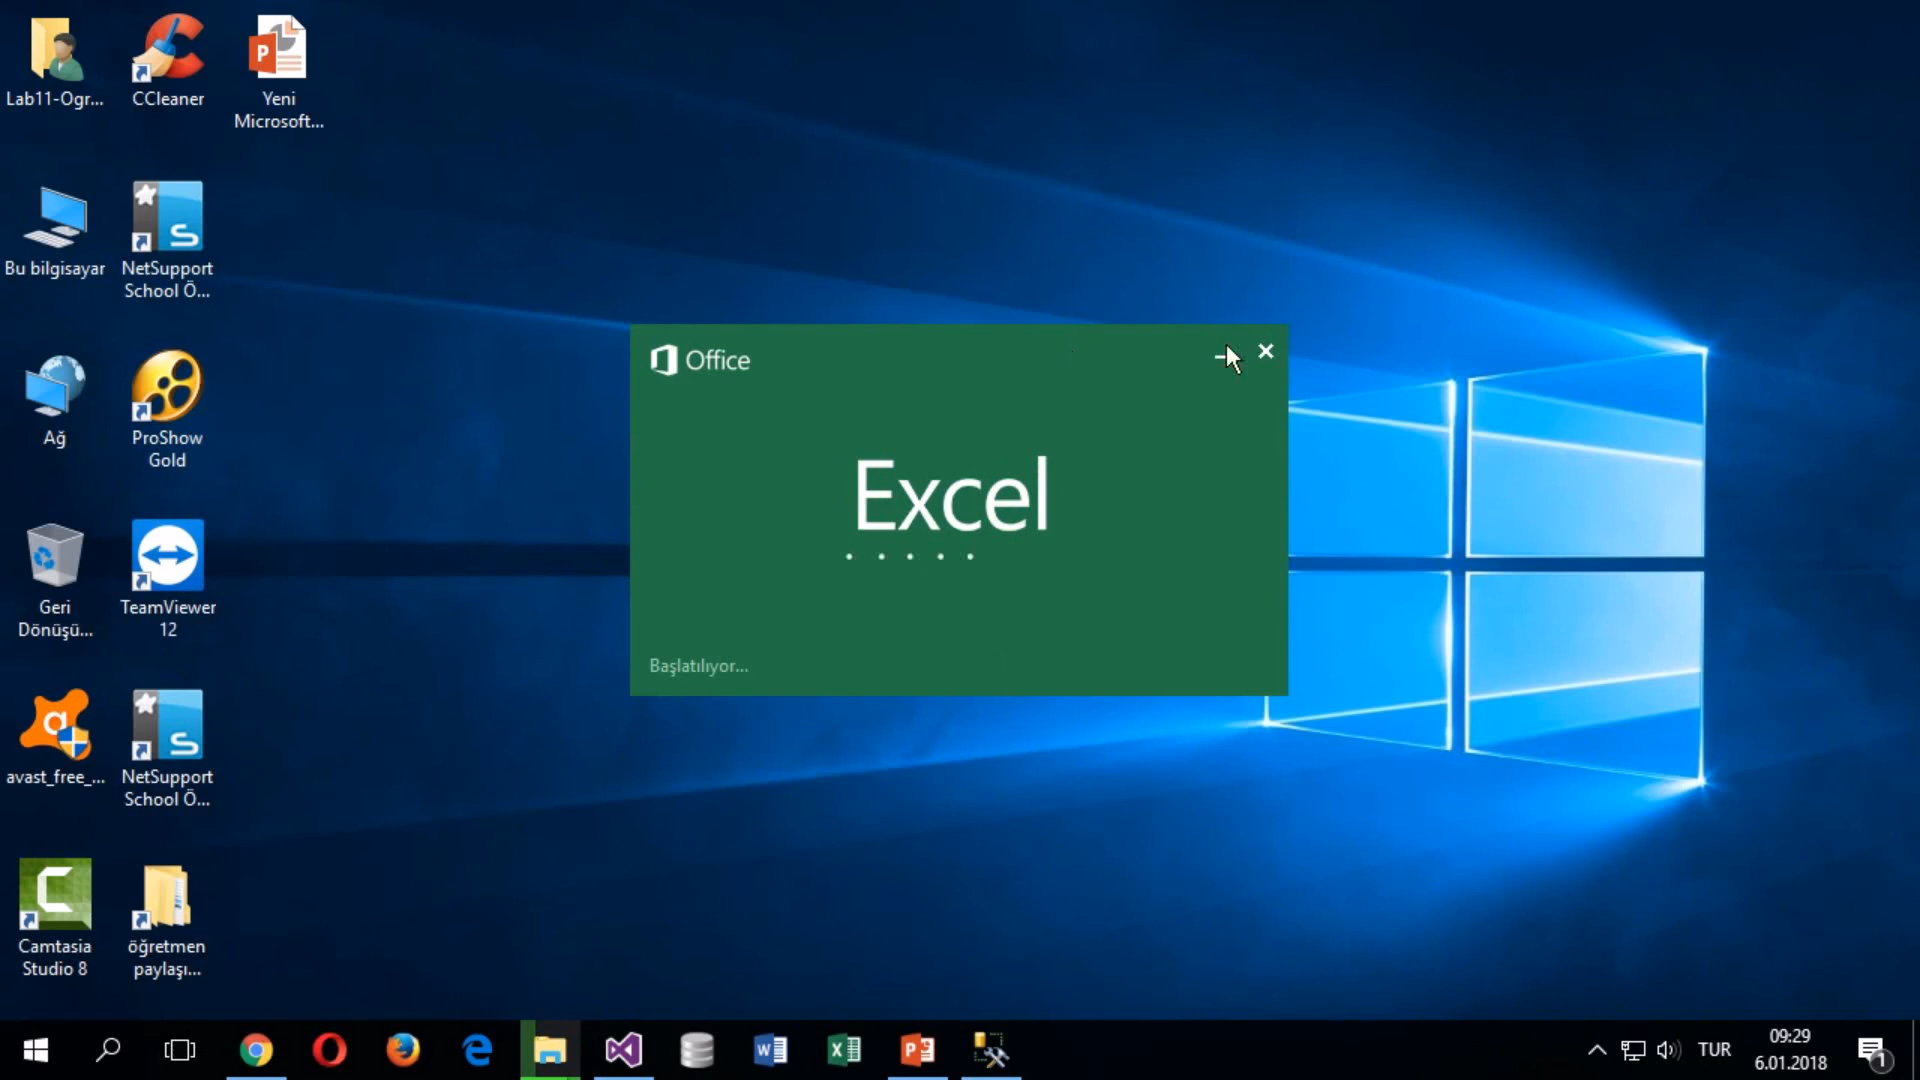 Lab11-Ogr...
CCleaner
Yeni
Microsoft...
Bu bilgisayar
NetSupport
School Ö...
Ağ
ProShow
Gold
Geri
Dönüşü...
TeamViewer
12
avast_free_...
NetSupport
School Ö...
Camtasia
Studio 8
öğretmen
paylaşı...
Office
Excel
Başlatılıyor...
TUR
09:29
6.01.2018
1